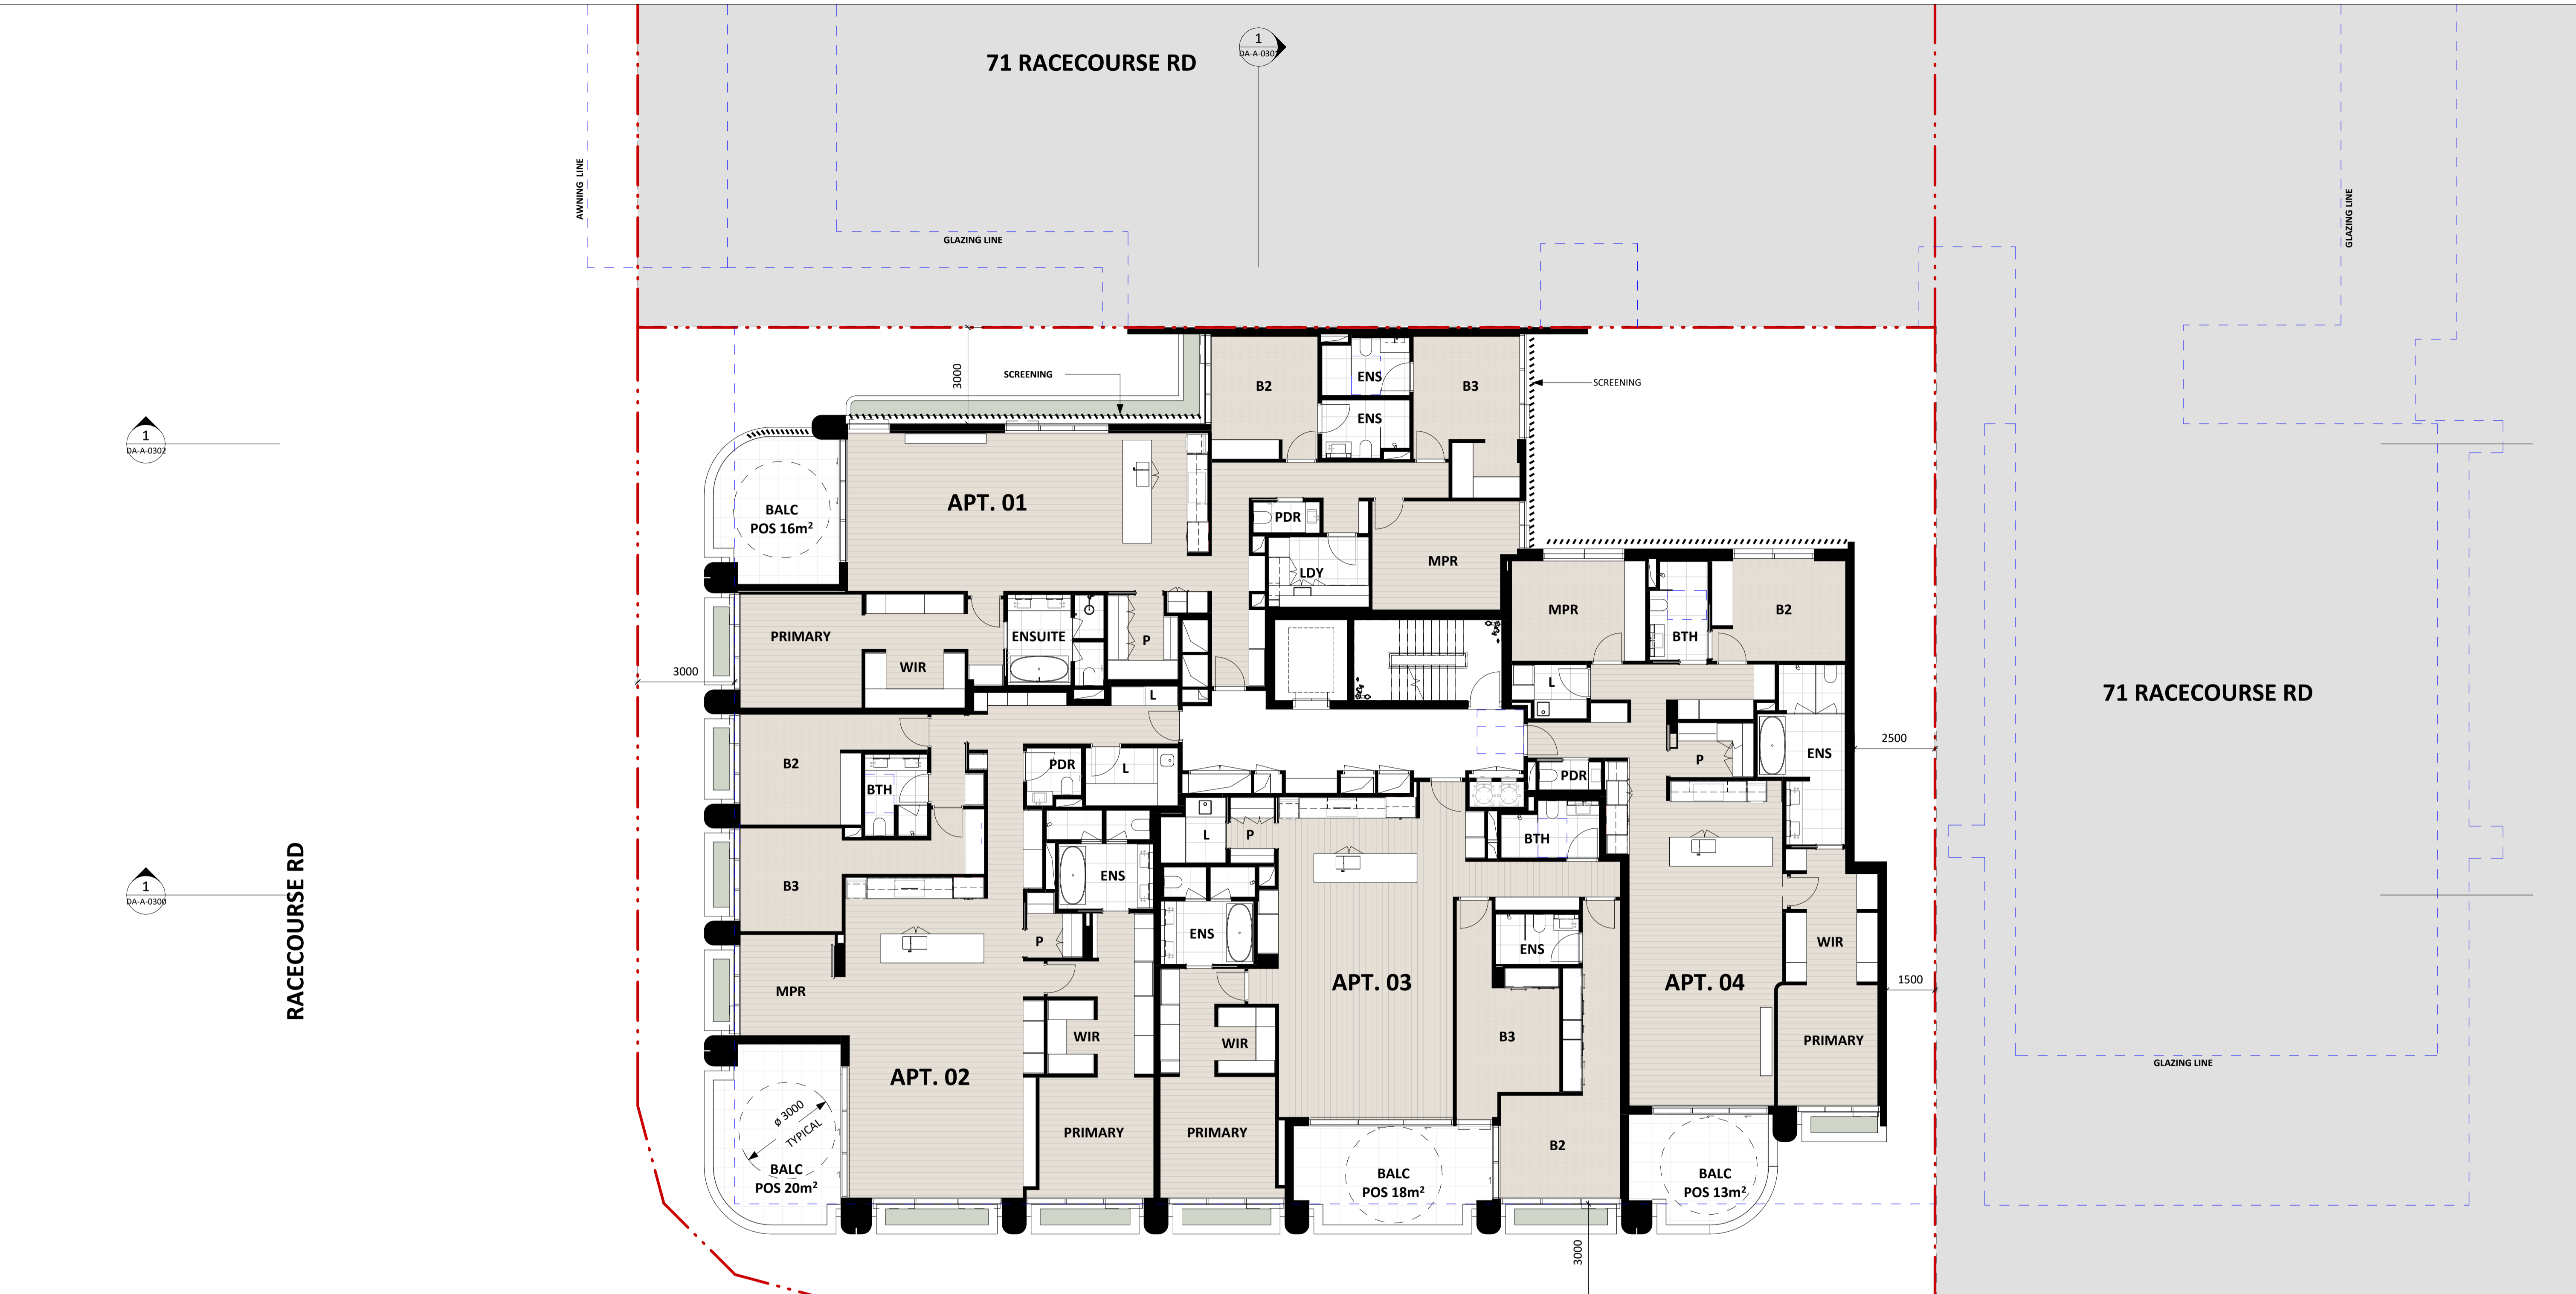 71 RACECOURSE RD
1
DA-A-030
AWNING LINE
GLAZING LINE
GLAZING LINE
3000
SCREENING
SCREENING
B2
ENS
ENS
B3
1
DA-A-0302
APT. 01
BALC
POS 16m²
PDR
LDY
MPR
MPR
BTH
B2
PRIMARY
WIR
ENSUITE
P
3000
L
L
71 RACECOURSE RD
B2
BTH
PDR
L
P
ENS
2500
PDR
L
P
BTH
B3
ENS
1
DA-A-0300
RACECOURSE RD
ENS
ENS
P
WIR
MPR
APT. 03
APT. 04
1500
WIR
WIR
B3
PRIMARY
GLAZING LINE
APT. 02
ø 3000
TYPICAL
PRIMARY
PRIMARY
B2
BALC
POS 20m²
BALC
POS 18m²
BALC
POS 13m²
3000